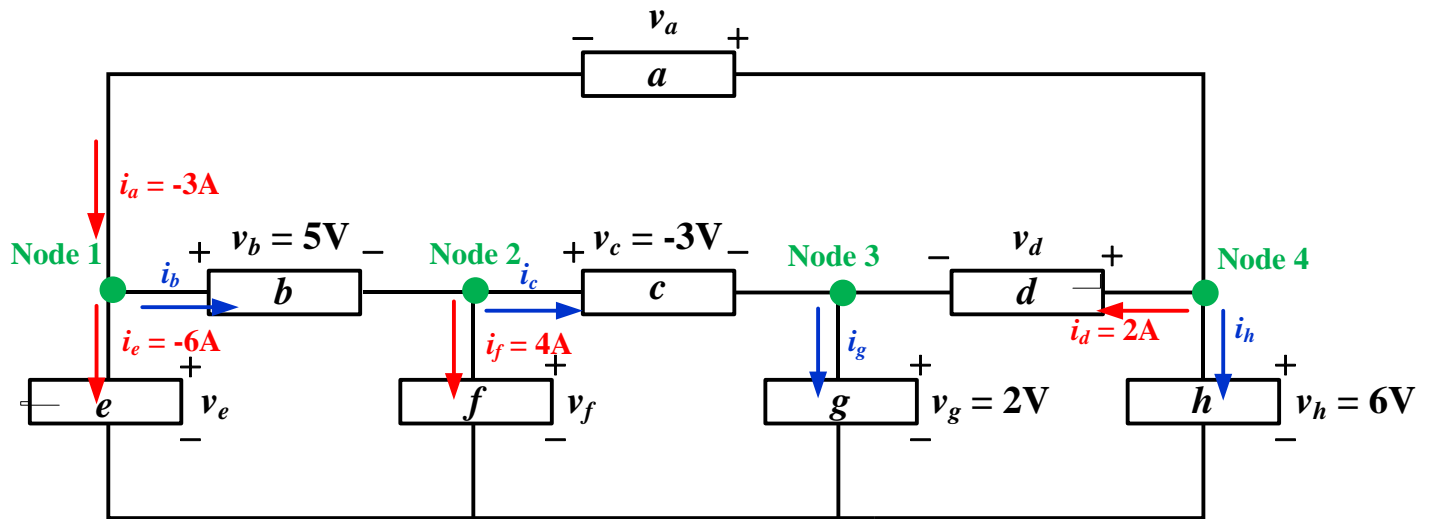 v_a
− +
a
i_a = -3A
Node 1
+ v_b = 5V −
i_b
b
Node 2
+ v_c = -3V −
i_c
c
Node 3
− v_d +
d
Node 4
i_e = -6A
i_f = 4A
i_g
i_d = 2A
i_h
+
e
v_e
−
+
f
v_f
−
+
g
v_g = 2V
−
+
h
v_h = 6V
−